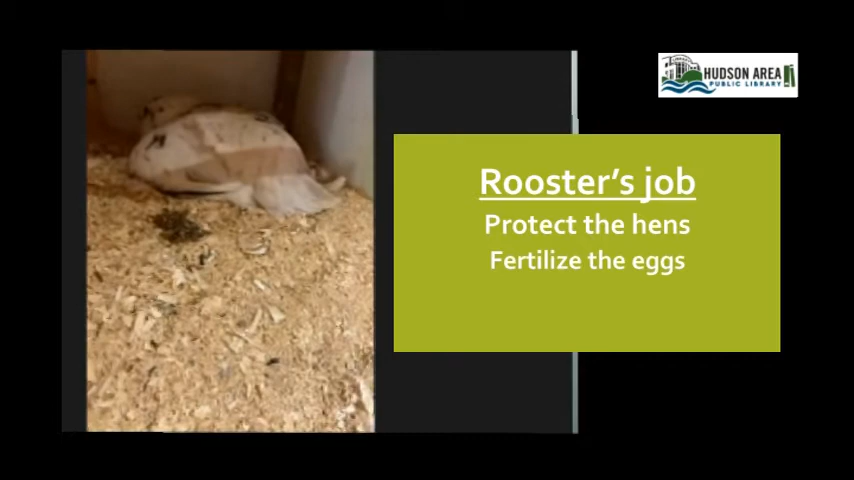 HUDSON AREA
PUBLIC LIBRARY
Rooster's job
Protect the hens
Fertilize the eggs